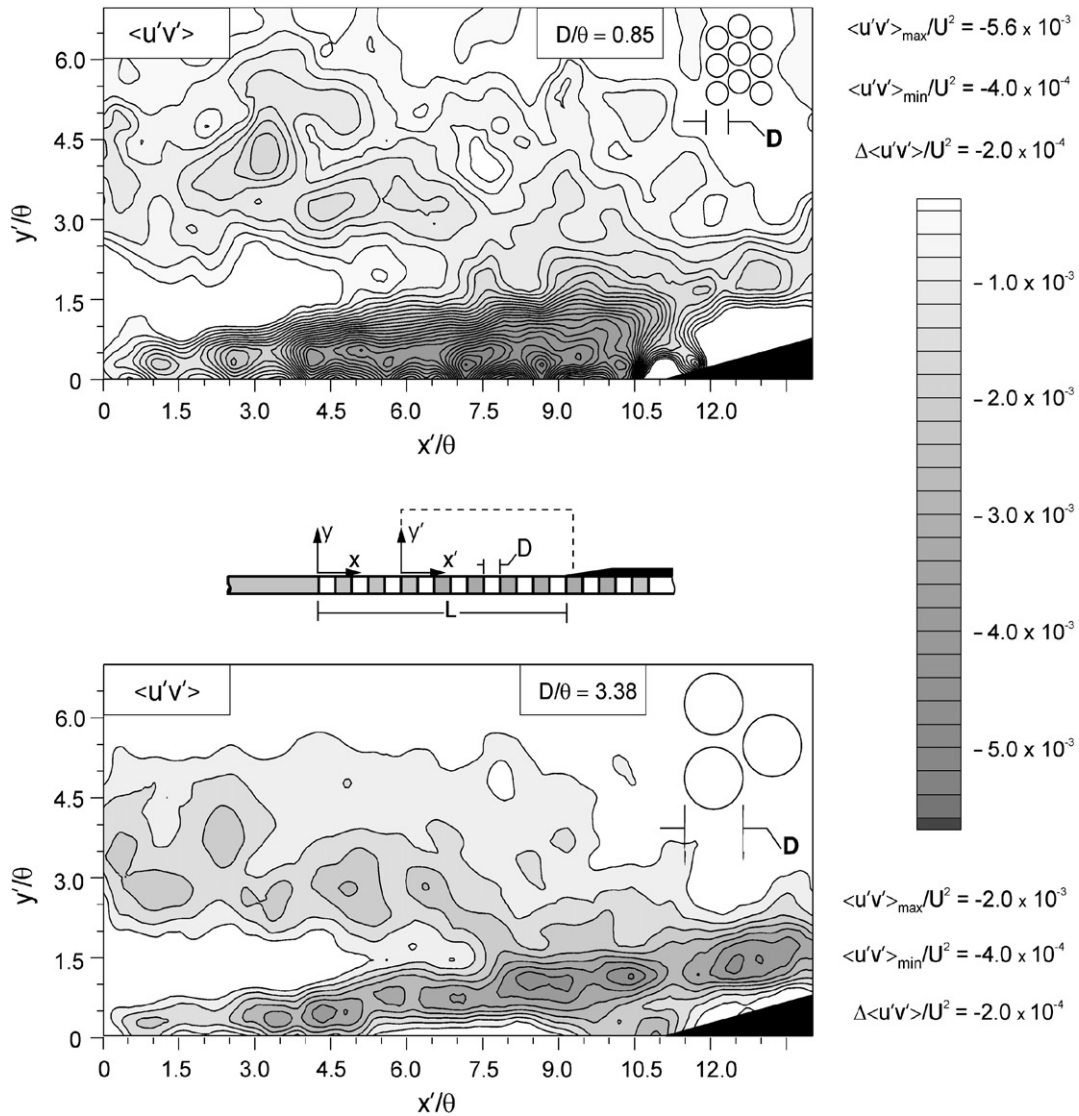 <u'v'>
D/θ = 0.85
D
y'/θ
6.0
4.5
3.0
1.5
0
0 1.5 3.0 4.5 6.0 7.5 9.0 10.5 12.0
x'/θ
<u'v'>max/U² = -5.6 x 10⁻³
<u'v'>min/U² = -4.0 x 10⁻⁴
Δ<u'v'>/U² = -2.0 x 10⁻⁴
- 1.0 x 10⁻³
- 2.0 x 10⁻³
- 3.0 x 10⁻³
- 4.0 x 10⁻³
- 5.0 x 10⁻³
y y' D
x x'
L
<u'v'>
D/θ = 3.38
D
y'/θ
6.0
4.5
3.0
1.5
0
0 1.5 3.0 4.5 6.0 7.5 9.0 10.5 12.0
x'/θ
<u'v'>max/U² = -2.0 x 10⁻³
<u'v'>min/U² = -4.0 x 10⁻⁴
Δ<u'v'>/U² = -2.0 x 10⁻⁴